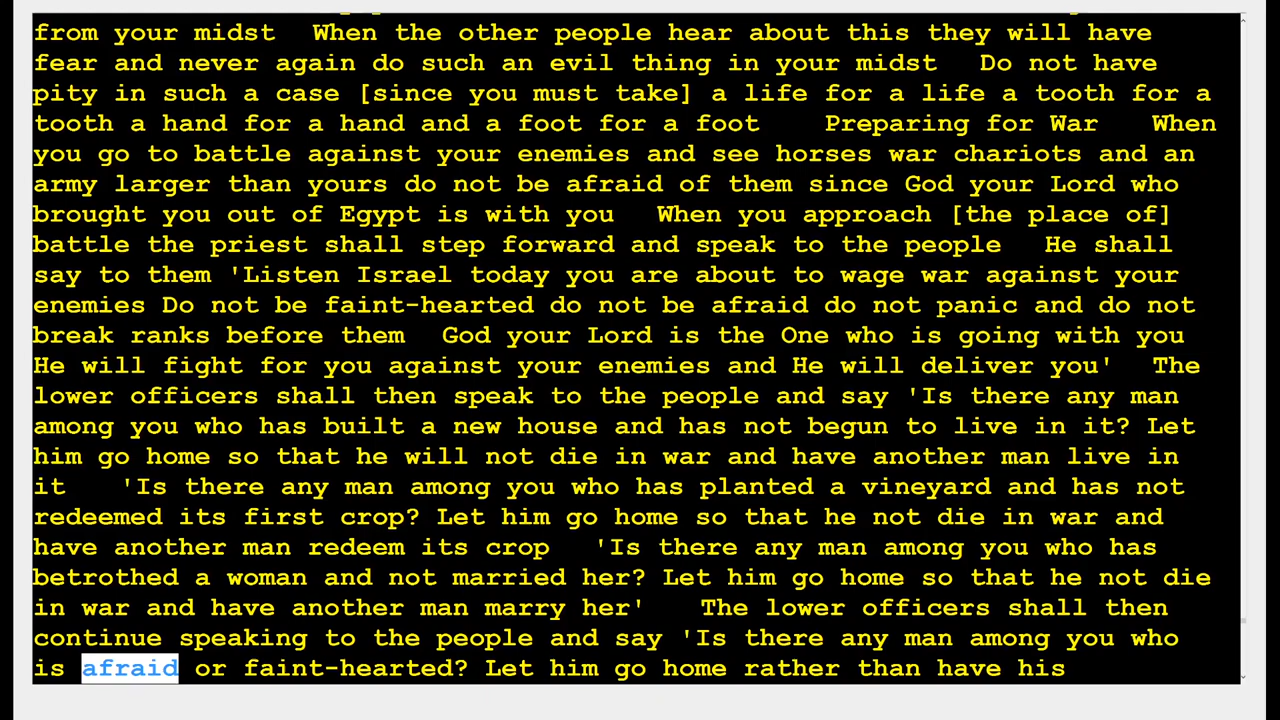 from your midst   When the other people hear about this they will have
fear and never again do such an evil thing in your midst   Do not have
pity in such a case [since you must take] a life for a life a tooth for a
tooth a hand for a hand and a foot for a foot    Preparing for War   When
you go to battle against your enemies and see horses war chariots and an
army larger than yours do not be afraid of them since God your Lord who
brought you out of Egypt is with you   When you approach [the place of]
battle the priest shall step forward and speak to the people   He shall
say to them 'Listen Israel today you are about to wage war against your
enemies Do not be faint-hearted do not be afraid do not panic and do not
break ranks before them   God your Lord is the One who is going with you
He will fight for you against your enemies and He will deliver you'   The
lower officers shall then speak to the people and say 'Is there any man
among you who has built a new house and has not begun to live in it? Let
him go home so that he will not die in war and have another man live in
it    'Is there any man among you who has planted a vineyard and has not
redeemed its first crop? Let him go home so that he not die in war and
have another man redeem its crop   'Is there any man among you who has
betrothed a woman and not married her? Let him go home so that he not die
in war and have another man marry her'    The lower officers shall then
continue speaking to the people and say 'Is there any man among you who
is afraid or faint-hearted? Let him go home rather than have his